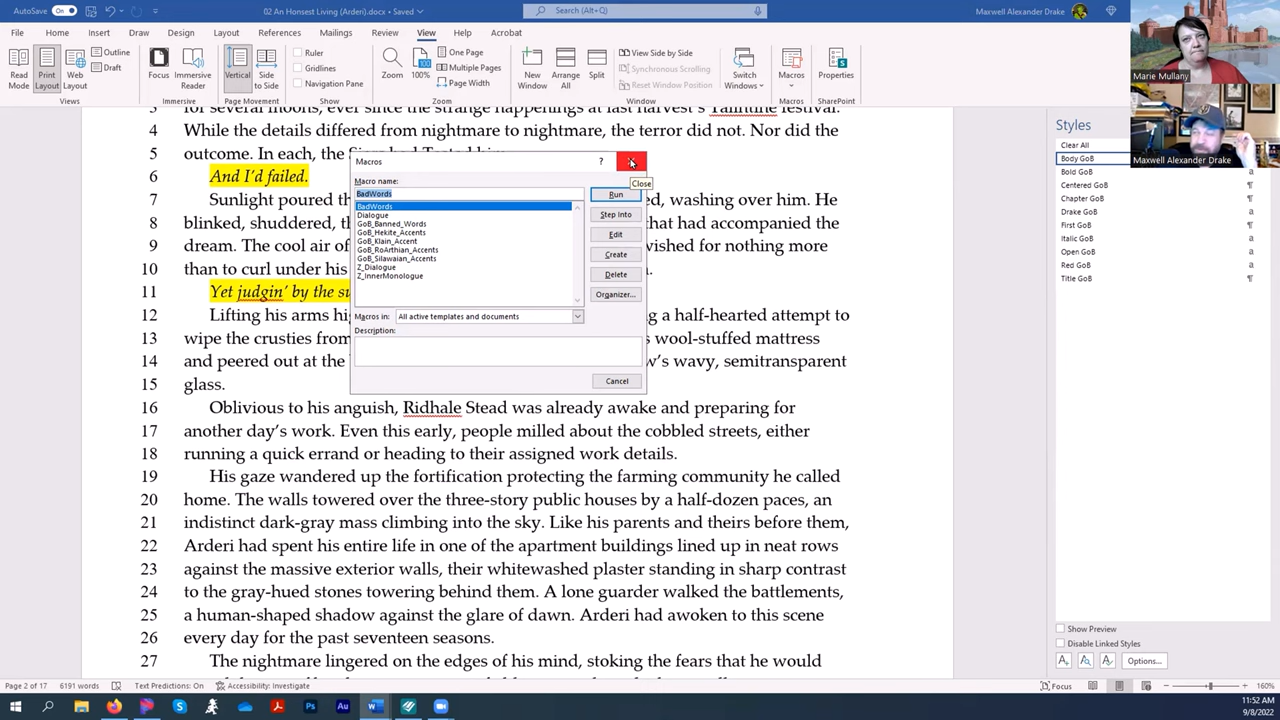 AutoSave On
02 An Honsest Living (Arderi).docx • Saved
Search (Alt+Q)
Maxwell Alexander Drake
File Home Insert Draw Design Layout References Mailings Review View Help Acrobat
Read Mode
Print Layout
Web Layout
Outline
Draft
Views
Focus
Immersive Reader
Immersive
Vertical
Side to Side
Page Movement
Ruler
Gridlines
Navigation Pane
Show
Zoom
100%
One Page
Multiple Pages
Page Width
Zoom
New Window
Arrange All
Split
View Side by Side
Synchronous Scrolling
Reset Window Position
Window
Switch Windows
Macros
Macros
Properties
SharePoint
Marie Mullany
Maxwell Alexander Drake
3 for several moons, ever since the strange happenings at last harvest's Tallintine festival.
4 While the details differed from nightmare to nightmare, the terror did not. Nor did the
5 outcome. In each, the
6 And I'd failed.
7 Sunlight poured th
ed, washing over him. He
8 blinked, shuddered, t
that had accompanied the
9 dream. The cool air of
wished for nothing more
10 than to curl under his
11 Yet judgin' by the su
12 Lifting his arms hi
g a half-hearted attempt to
13 wipe the crusties from
s wool-stuffed mattress
14 and peered out at the
w's wavy, semitransparent
15 glass.
16 Oblivious to his anguish, Ridhale Stead was already awake and preparing for
17 another day's work. Even this early, people milled about the cobbled streets, either
18 running a quick errand or heading to their assigned work details.
19 His gaze wandered up the fortification protecting the farming community he called
20 home. The walls towered over the three-story public houses by a half-dozen paces, an
21 indistinct dark-gray mass climbing into the sky. Like his parents and theirs before them,
22 Arderi had spent his entire life in one of the apartment buildings lined up in neat rows
23 against the massive exterior walls, their whitewashed plaster standing in sharp contrast
24 to the gray-hued stones towering behind them. A lone guarder walked the battlements,
25 a human-shaped shadow against the glare of dawn. Arderi had awoken to this scene
26 every day for the past seventeen seasons.
27 The nightmare lingered on the edges of his mind, stoking the fears that he would
Macros
?
Close
Macro name:
BadWords
BadWords
Dialogue
GoB_Banned_Words
GoB_Hekite_Accents
GoB_Klain_Accent
GoB_RoArthian_Accents
GoB_Silawaian_Accents
Z_Dialogue
Z_InnerMonologue
Run
Step Into
Edit
Create
Delete
Organizer...
Macros in: All active templates and documents
Description:
Cancel
Styles
Clear All
Body GoB
Bold GoB a
Centered GoB
Chapter GoB
Drake GoB
First GoB
Italic GoB a
Open GoB a
Red GoB a
Title GoB
Show Preview
Disable Linked Styles
Options...
Page 2 of 17 6191 words Text Predictions: On Accessibility: Investigate
Focus
160%
11:52 AM
9/8/2022